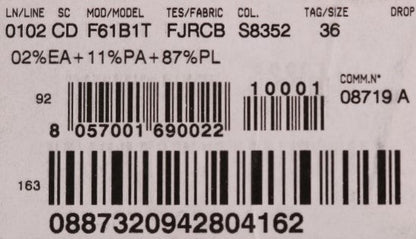 LN/LINE SC MOD/MODEL TES/FABRIC COL. TAG/SIZE DROP
0102 CD F61B1T FJRCB S8352 36
02%EA+11%PA+87%PL
10001 COMM.N°
92 08719 A
8 057001 690022
163
0887320942804162